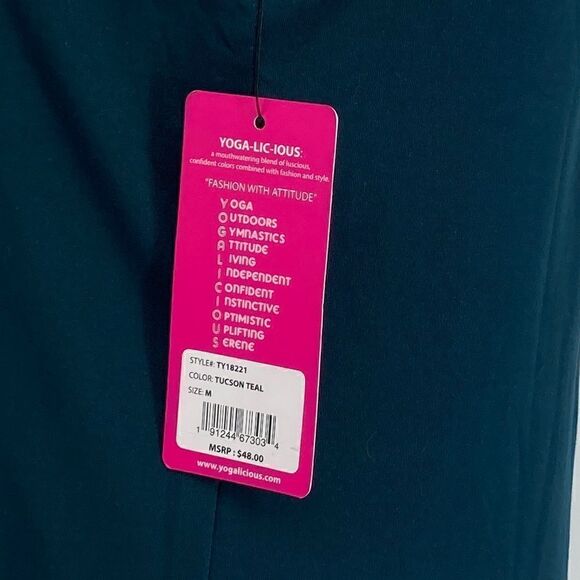 YOGA-LIC-IOUS:
a mouthwatering blend of luscious,
confident colors combined with fashion and style.
"FASHION WITH ATTITUDE"
YOGA
OUTDOORS
GYMNASTICS
ATTITUDE
LIVING
INDEPENDENT
CONFIDENT
INSTINCTIVE
OPTIMISTIC
UPLIFTING
SERENE
STYLE#: TY18221
COLOR: TUCSON TEAL
SIZE: M
1 91244 67303 4
MSRP : $48.00
www.yogalicious.com